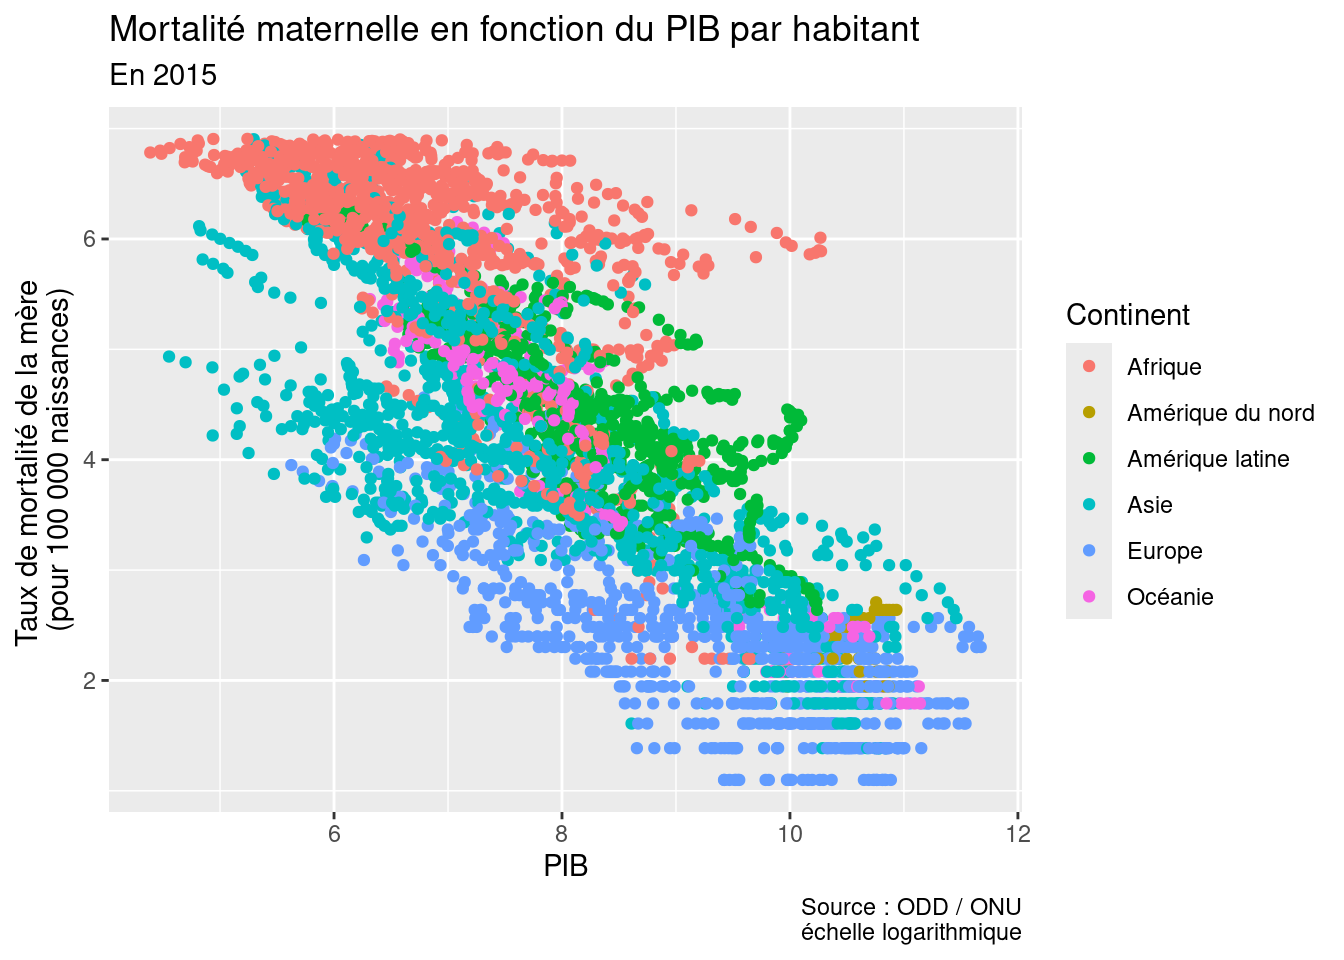 Mortalité maternelle en fonction du PIB par habitant
En 2015
Taux de mortalité de la mère
(pour 100 000 naissances)
6
4
2
6
8
10
12
PIB
Continent
Afrique
Amérique du nord
Amérique latine
Asie
Europe
Océanie
Source : ODD / ONU
échelle logarithmique